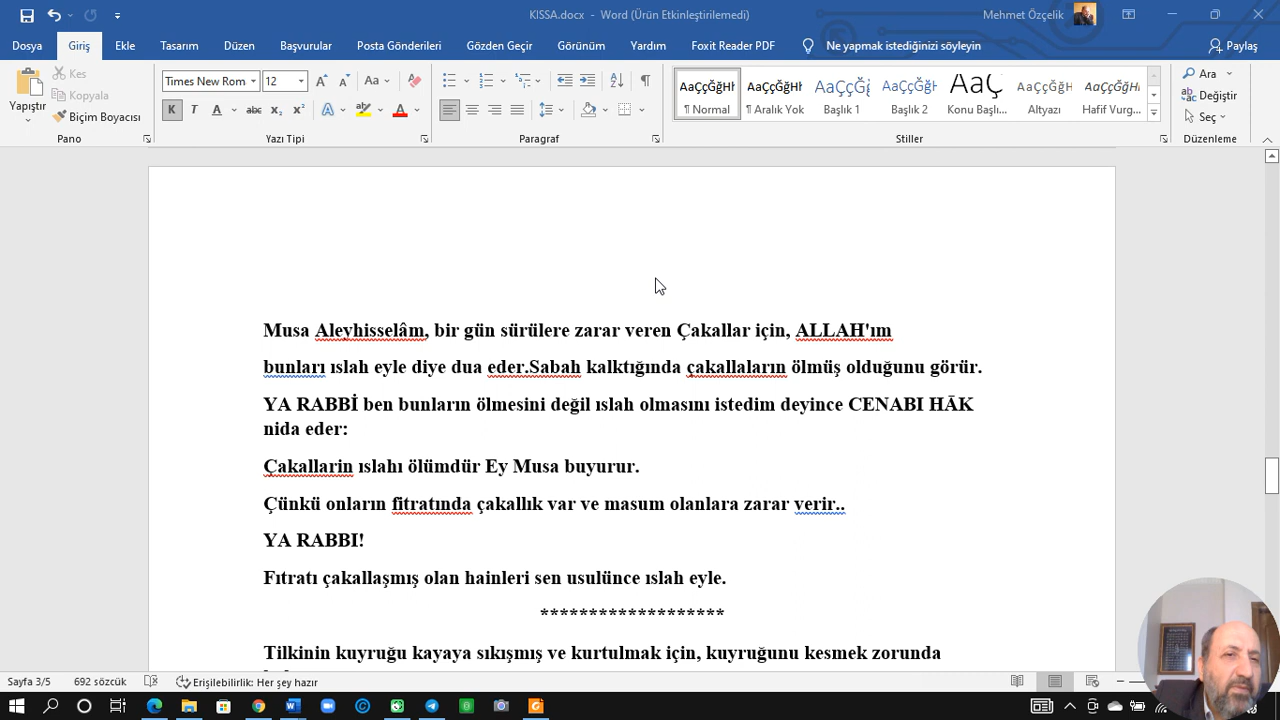 KISSA.docx - Word (Ürün Etkinleştirilemedi)
Mehmet Özçelik
Dosya Giriş Ekle Tasarım Düzen Başvurular Posta Gönderileri Gözden Geçir Görünüm Yardım Foxit Reader PDF Ne yapmak istediğinizi söyleyin Paylaş
Yapıştır
Kes
Kopyala
Biçim Boyacısı
Pano
Times New Rom 12
Yazı Tipi
Paragraf
AaÇçĞğHł AaÇçĞğHł AaÇçĞğł AaÇçĞğHł AaÇ AaÇçĞğHł AaÇçĞğHł
¶ Normal ¶ Aralık Yok Başlık 1 Başlık 2 Konu Başlı... Altyazı Hafif Vurg...
Stiller
Ara
Değiştir
Seç
Düzenleme
Musa Aleyhisselâm, bir gün sürülere zarar veren Çakallar için, ALLAH'ım
bunları ıslah eyle diye dua eder.Sabah kalktığında çakallaların ölmüş olduğunu görür.
YA RABBİ ben bunların ölmesini değil ıslah olmasını istedim deyince CENABI HĀK
nida eder:
Çakallarin ıslahı ölümdür Ey Musa buyurur.
Çünkü onların fitratında çakallık var ve masum olanlara zarar verir..
YA RABBI!
Fıtratı çakallaşmış olan hainleri sen usulünce ıslah eyle.
*******************
Tilkinin kuyruğu kayaya sıkışmış ve kurtulmak için, kuyruğunu kesmek zorunda
Sayfa 3/5 692 sözcük Erişilebilirlik: Her şey hazır